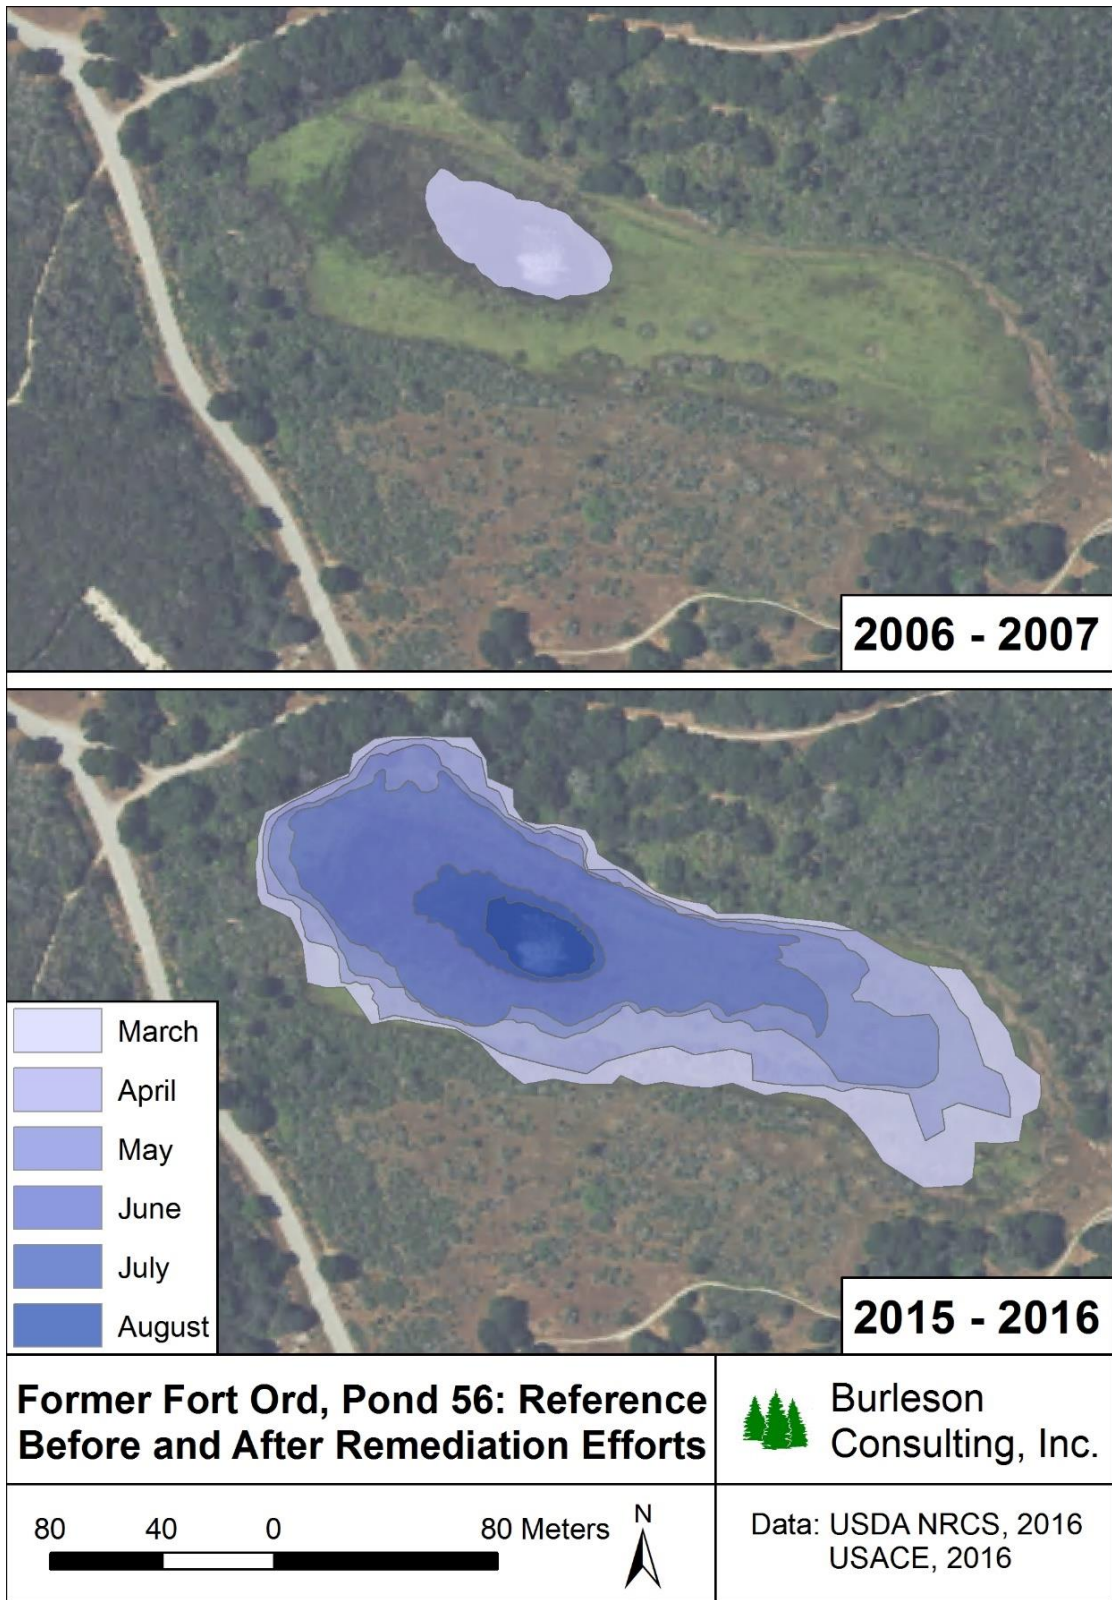 2006 - 2007
March
April
May
June
July
August
2015 - 2016
Former Fort Ord, Pond 56: Reference
Before and After Remediation Efforts
Burleson
Consulting, Inc.
80 40 0 80 Meters
N
Data: USDA NRCS, 2016
USACE, 2016